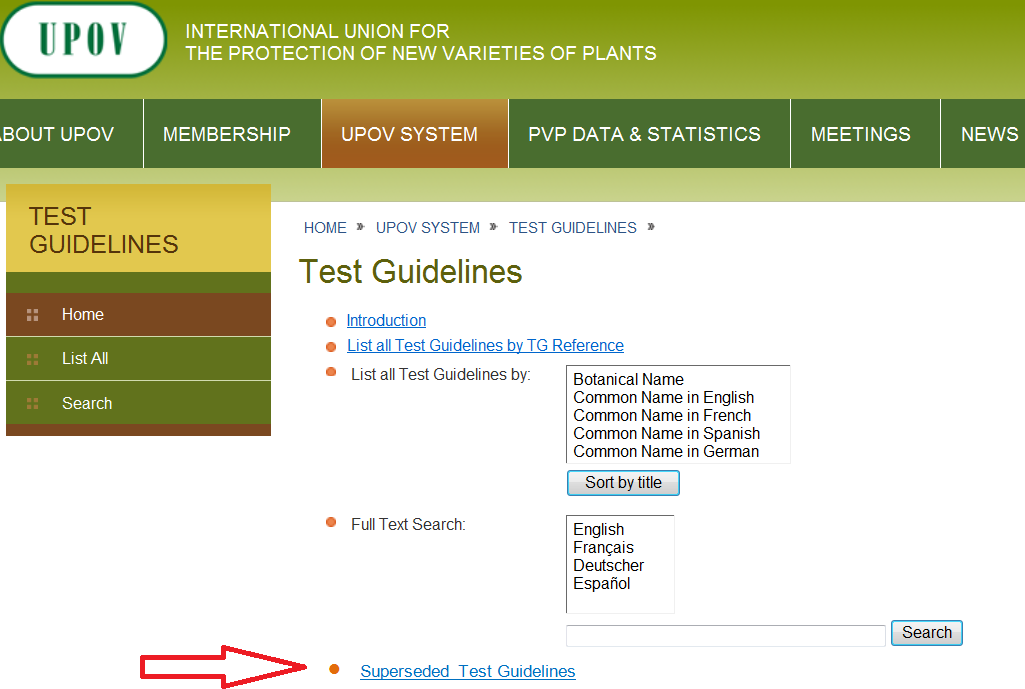 UPOV
INTERNATIONAL UNION FOR
THE PROTECTION OF NEW VARIETIES OF PLANTS
ABOUT UPOV MEMBERSHIP UPOV SYSTEM PVP DATA & STATISTICS MEETINGS NEWS
TEST
GUIDELINES
Home
List All
Search
HOME » UPOV SYSTEM » TEST GUIDELINES »
Test Guidelines
Introduction
List all Test Guidelines by TG Reference
List all Test Guidelines by:
Botanical Name
Common Name in English
Common Name in French
Common Name in Spanish
Common Name in German
Sort by title
Full Text Search:
English
Français
Deutscher
Español
Search
Superseded Test Guidelines